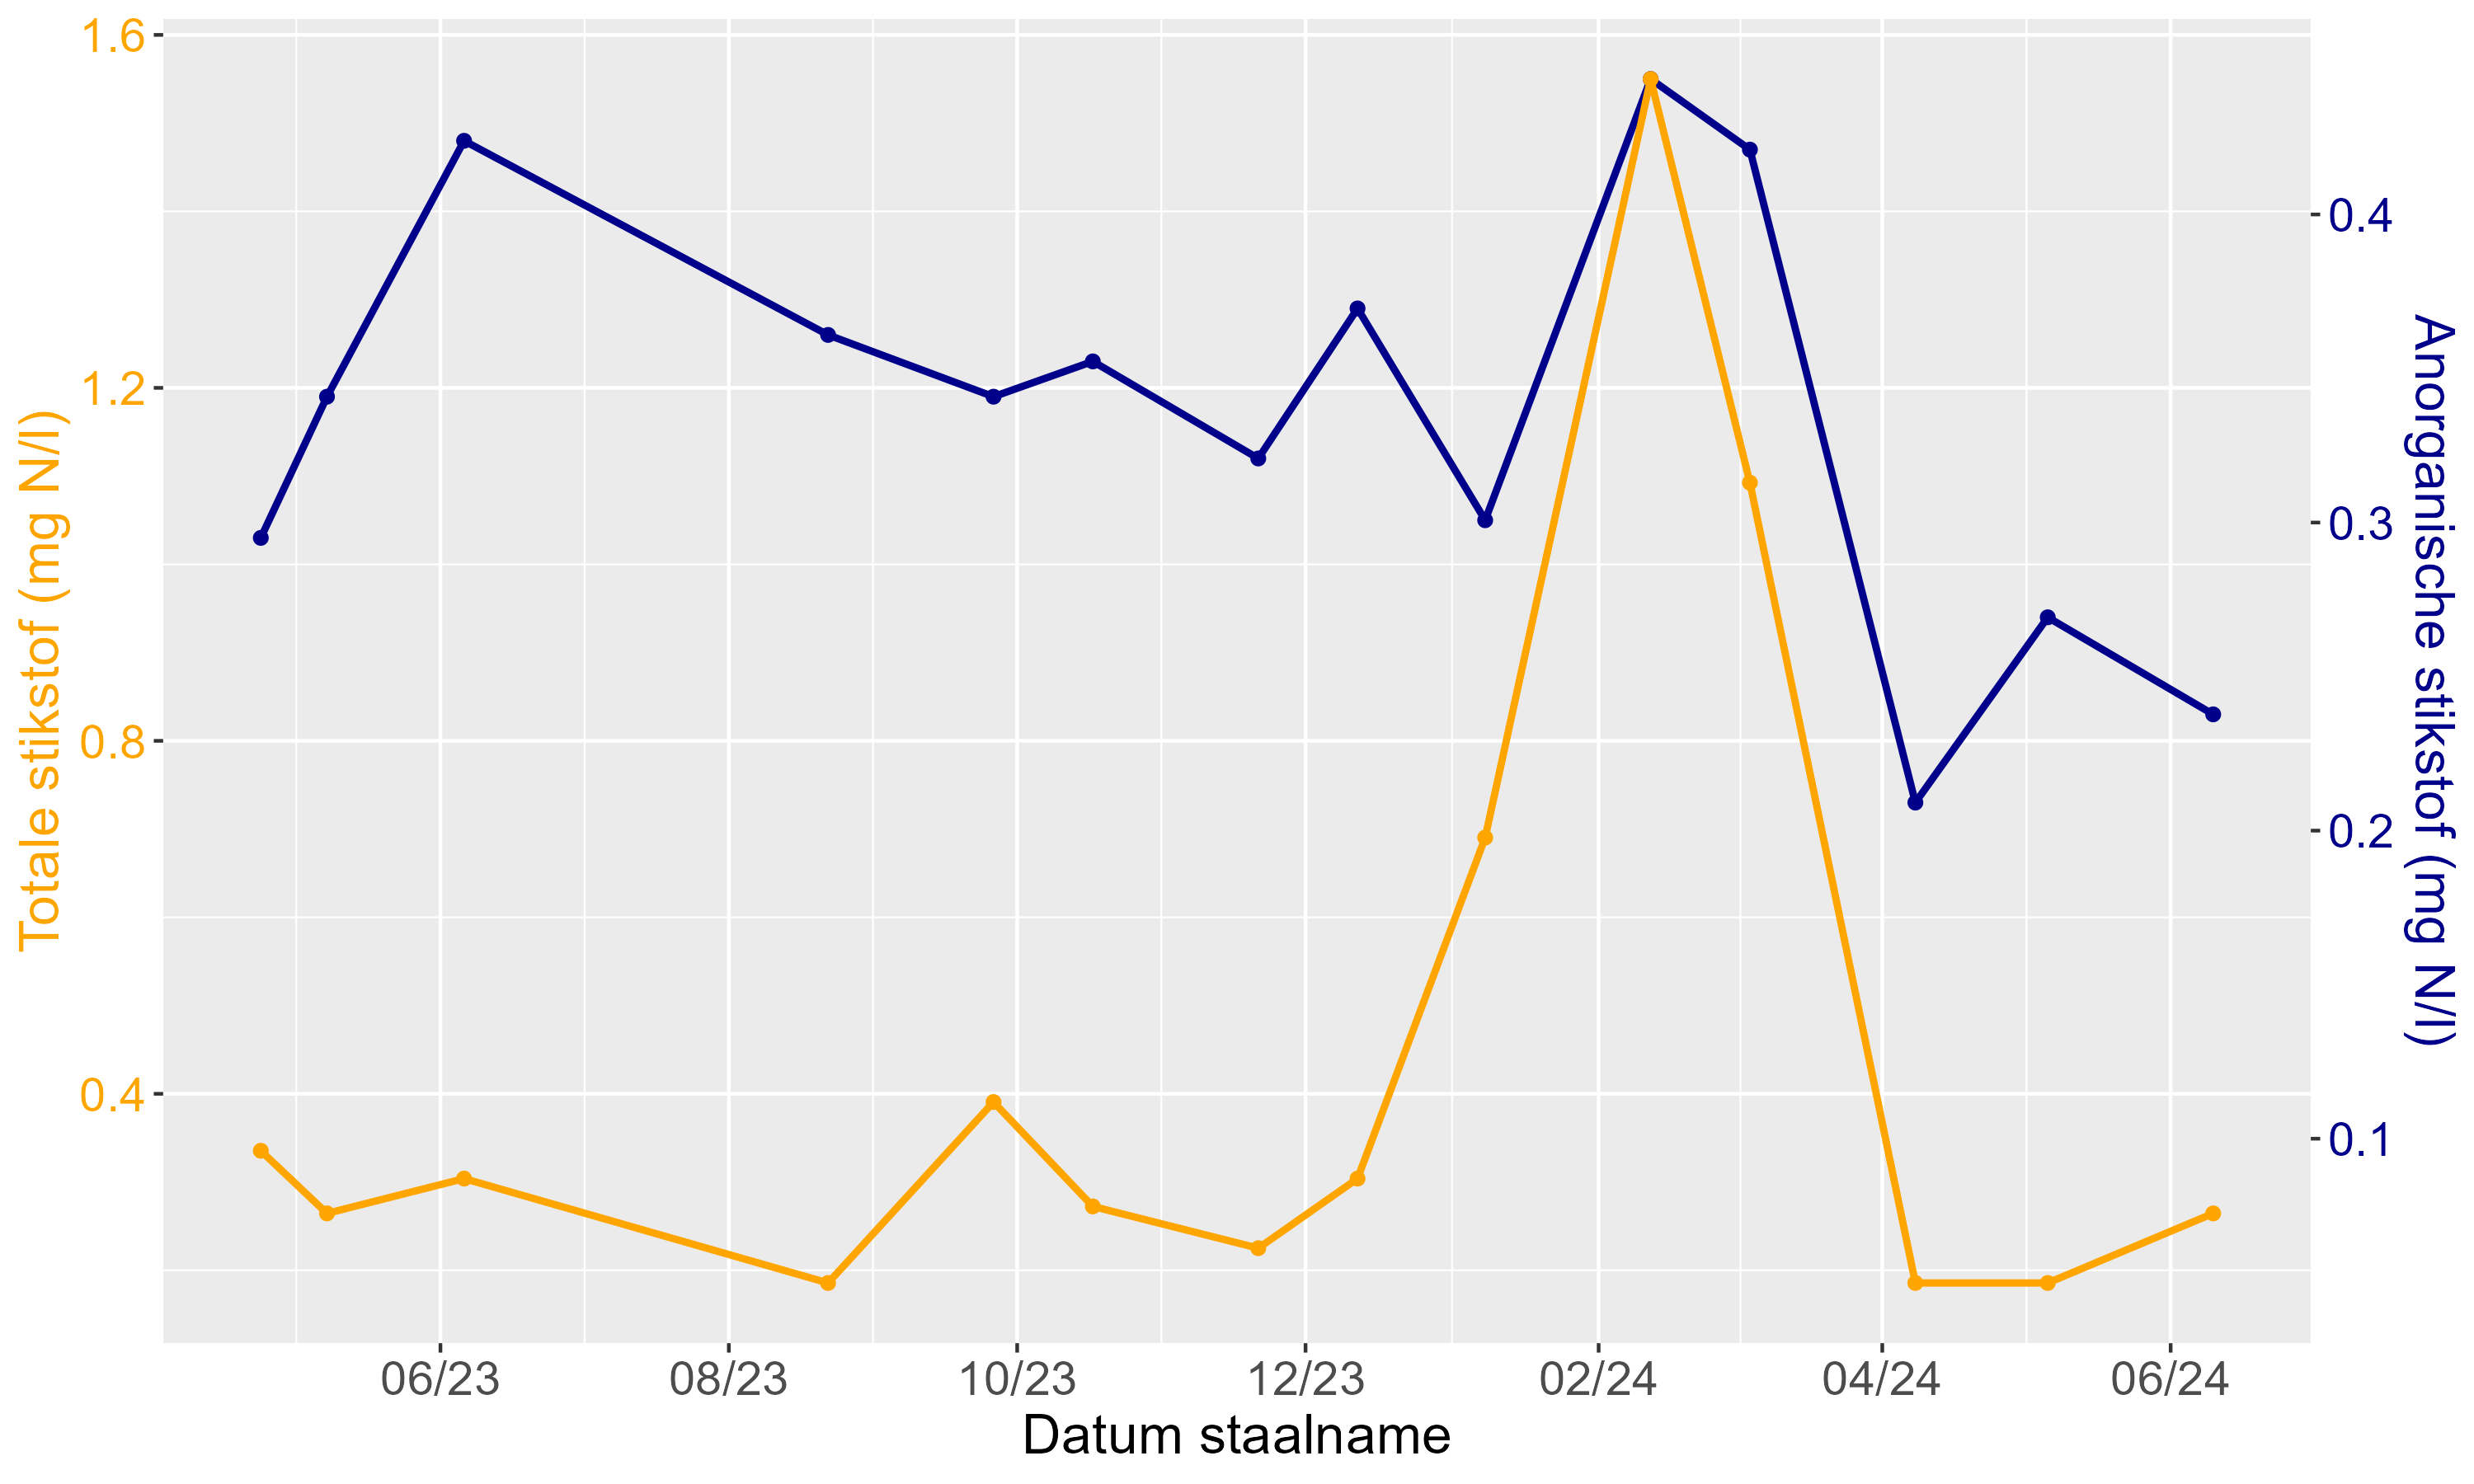 Totale stikstof (mg N/l)
1.6
1.2
0.8
0.4
0.4
0.3
0.2
0.1
Anorganische stikstof (mg N/l)
06/23 08/23 10/23 12/23 02/24 04/24 06/24
Datum staalname